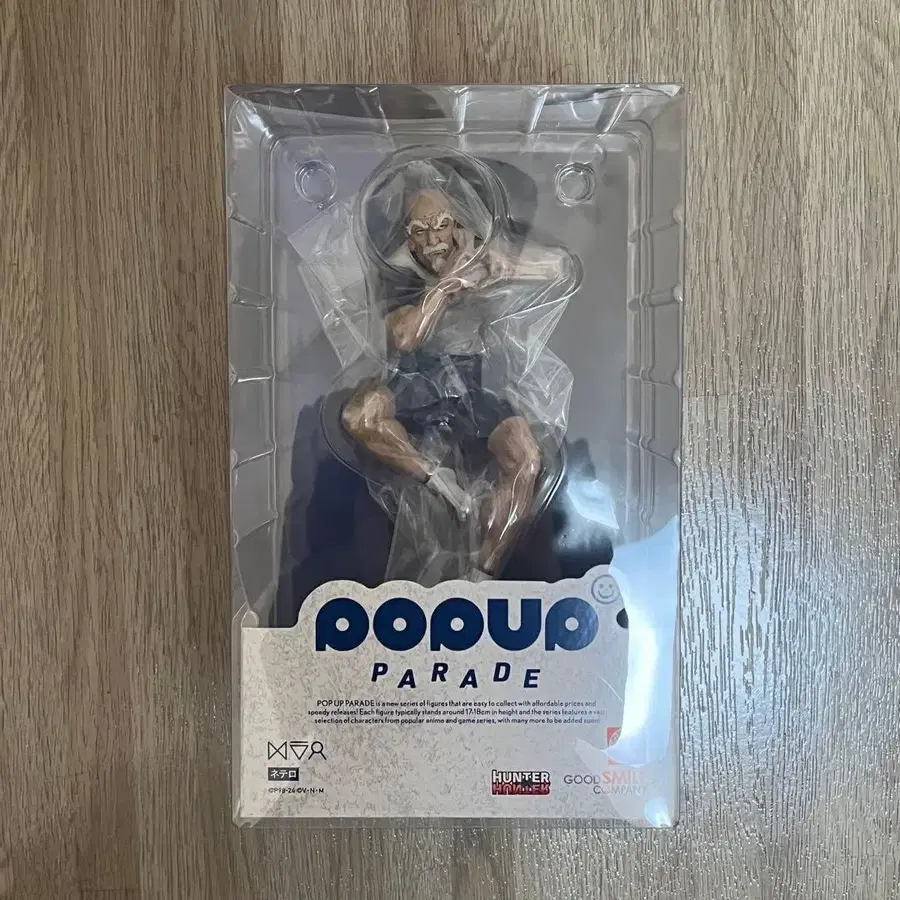 POPUP
PARADE
POP UP PARADE is a new series of figures that are easy to collect with affordable prices and
speedy releases! Each figure typically stands around 17-18cm in height and the series features a vast
selection of characters from popular anime and game series, with many more to be added soon!
ネテロ
©P98-24 ©V・N・M
HUNTER
HUNTER
GOOD SMILE
COMPANY